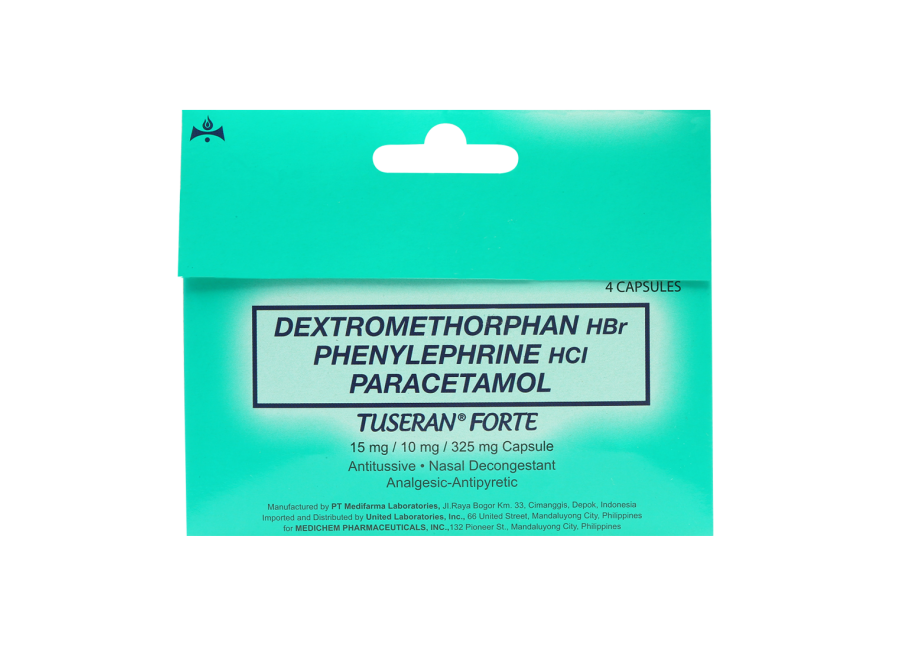 4 CAPSULES
DEXTROMETHORPHAN HBr
PHENYLEPHRINE HCl
PARACETAMOL
TUSERAN® FORTE
15 mg / 10 mg / 325 mg Capsule
Antitussive • Nasal Decongestant
Analgesic-Antipyretic
Manufactured by PT Medifarma Laboratories, Jl.Raya Bogor Km. 33, Cimanggis, Depok, Indonesia
Imported and Distributed by United Laboratories, Inc., 66 United Street, Mandaluyong City, Philippines
for MEDICHEM PHARMACEUTICALS, INC.,132 Pioneer St., Mandaluyong City, Philippines